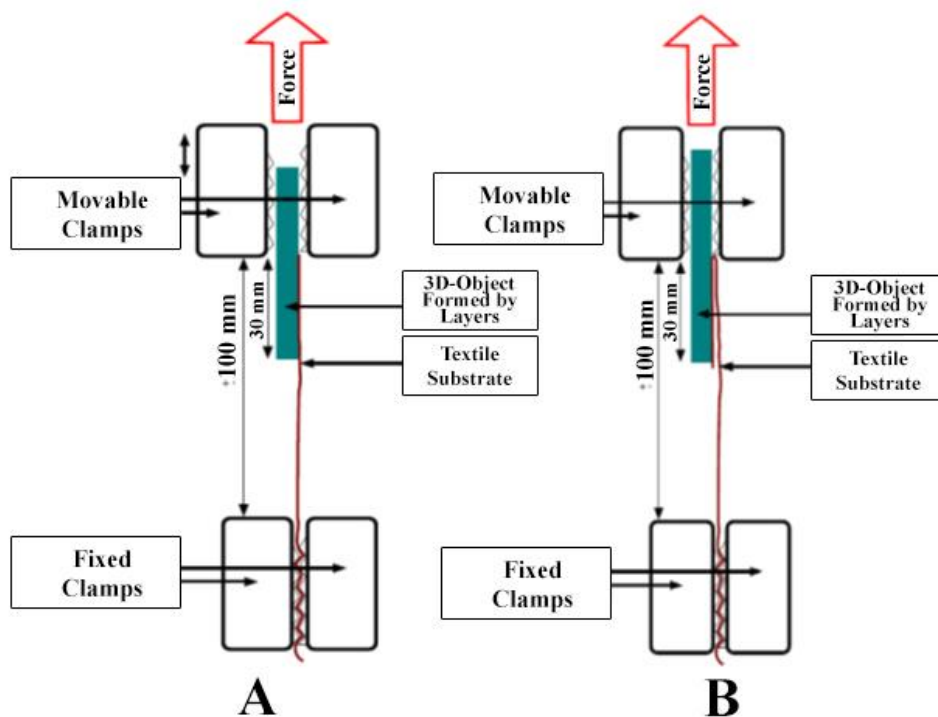 Force
Movable
Clamps
100 mm
30 mm
3D-Object
Formed by
Layers
Textile
Substrate
Fixed
Clamps
A
Force
Movable
Clamps
100 mm
30 mm
3D-Object
Formed by
Layers
Textile
Substrate
Fixed
Clamps
B